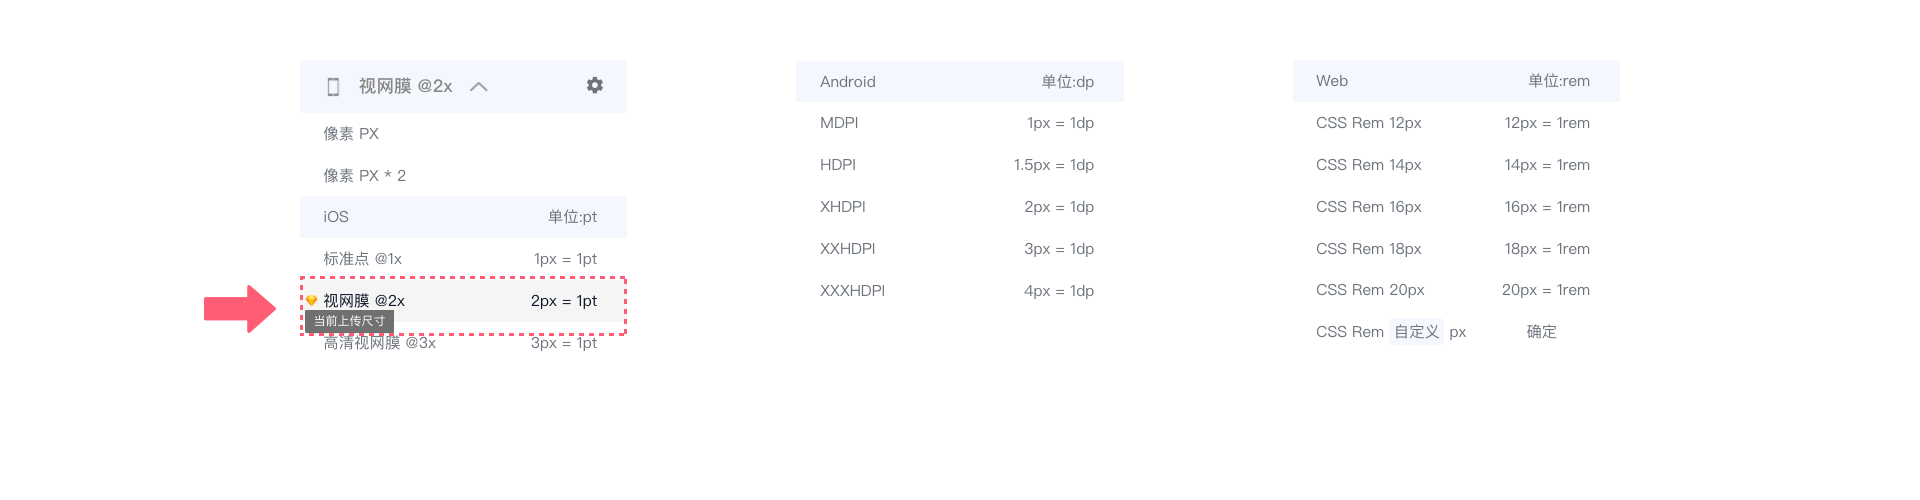 视网膜 @2x
像素 PX
像素 PX * 2
iOS 单位:pt
标准点 @1x 1px = 1pt
视网膜 @2x 2px = 1pt
当前上传尺寸
高清视网膜 @3x 3px = 1pt
Android 单位:dp
MDPI 1px = 1dp
HDPI 1.5px = 1dp
XHDPI 2px = 1dp
XXHDPI 3px = 1dp
XXXHDPI 4px = 1dp
Web 单位:rem
CSS Rem 12px 12px = 1rem
CSS Rem 14px 14px = 1rem
CSS Rem 16px 16px = 1rem
CSS Rem 18px 18px = 1rem
CSS Rem 20px 20px = 1rem
CSS Rem 自定义 px 确定